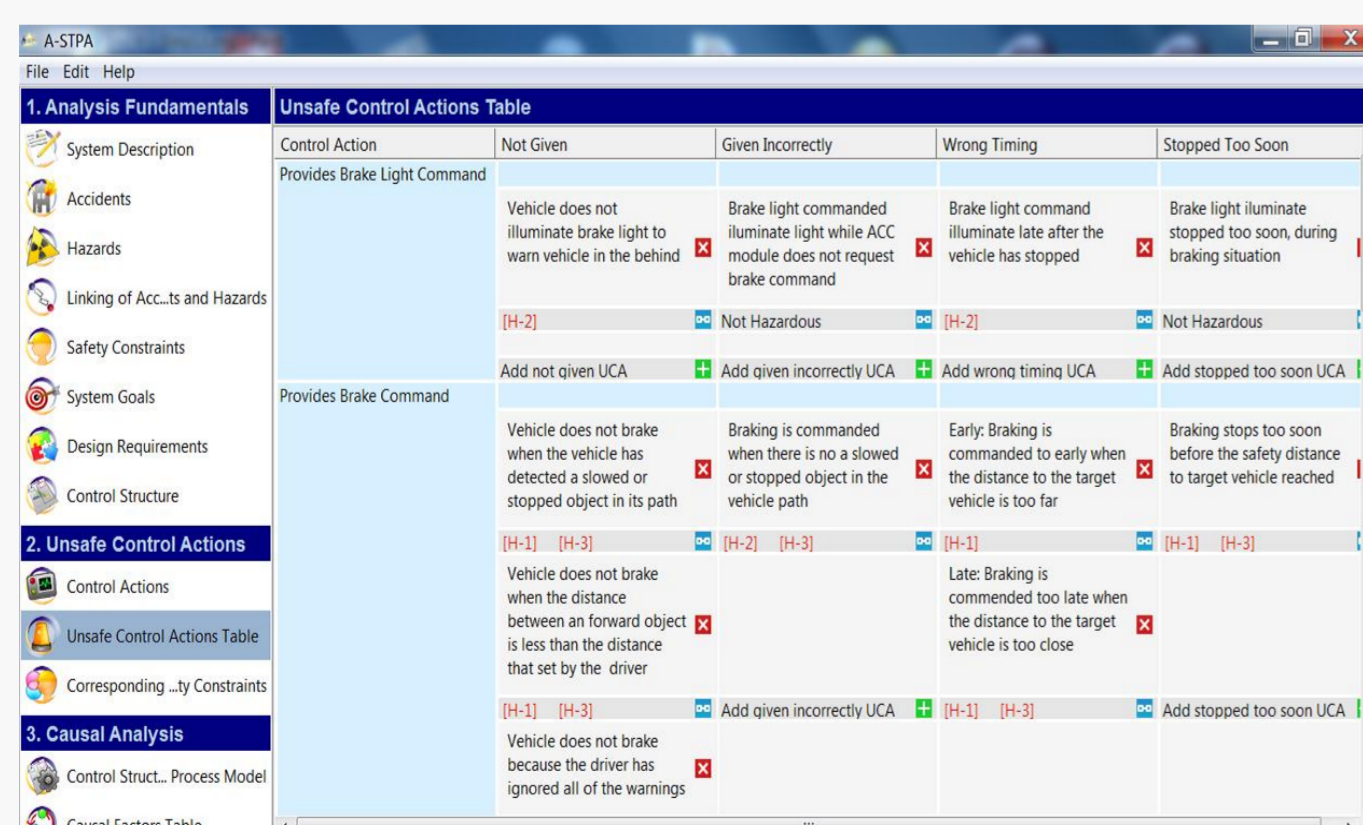 A-STPA
File Edit Help
1. Analysis Fundamentals
System Description
Accidents
Hazards
Linking of Acc...ts and Hazards
Safety Constraints
System Goals
Design Requirements
Control Structure
2. Unsafe Control Actions
Control Actions
Unsafe Control Actions Table
Corresponding ...ty Constraints
3. Causal Analysis
Control Struct... Process Model
Causal Factors Table
Unsafe Control Actions Table
Control Action Not Given Given Incorrectly Wrong Timing Stopped Too Soon
Provides Brake Light Command
Vehicle does not
illuminate brake light to
warn vehicle in the behind
Brake light commanded
iluminate light while ACC
module does not request
brake command
Brake light command
illuminate late after the
vehicle has stopped
Brake light iluminate
stopped too soon, during
braking situation
[H-2] Not Hazardous [H-2] Not Hazardous
Add not given UCA Add given incorrectly UCA Add wrong timing UCA Add stopped too soon UCA
Provides Brake Command
Vehicle does not brake
when the vehicle has
detected a slowed or
stopped object in its path
Braking is commanded
when there is no a slowed
or stopped object in the
vehicle path
Early: Braking is
commanded to early when
the distance to the target
vehicle is too far
Braking stops too soon
before the safety distance
to target vehicle reached
[H-1] [H-3] [H-2] [H-3] [H-1] [H-1] [H-3]
Vehicle does not brake
when the distance
between an forward object
is less than the distance
that set by the driver
Late: Braking is
commended too late when
the distance to the target
vehicle is too close
[H-1] [H-3] Add given incorrectly UCA [H-1] [H-3] Add stopped too soon UCA
Vehicle does not brake
because the driver has
ignored all of the warnings